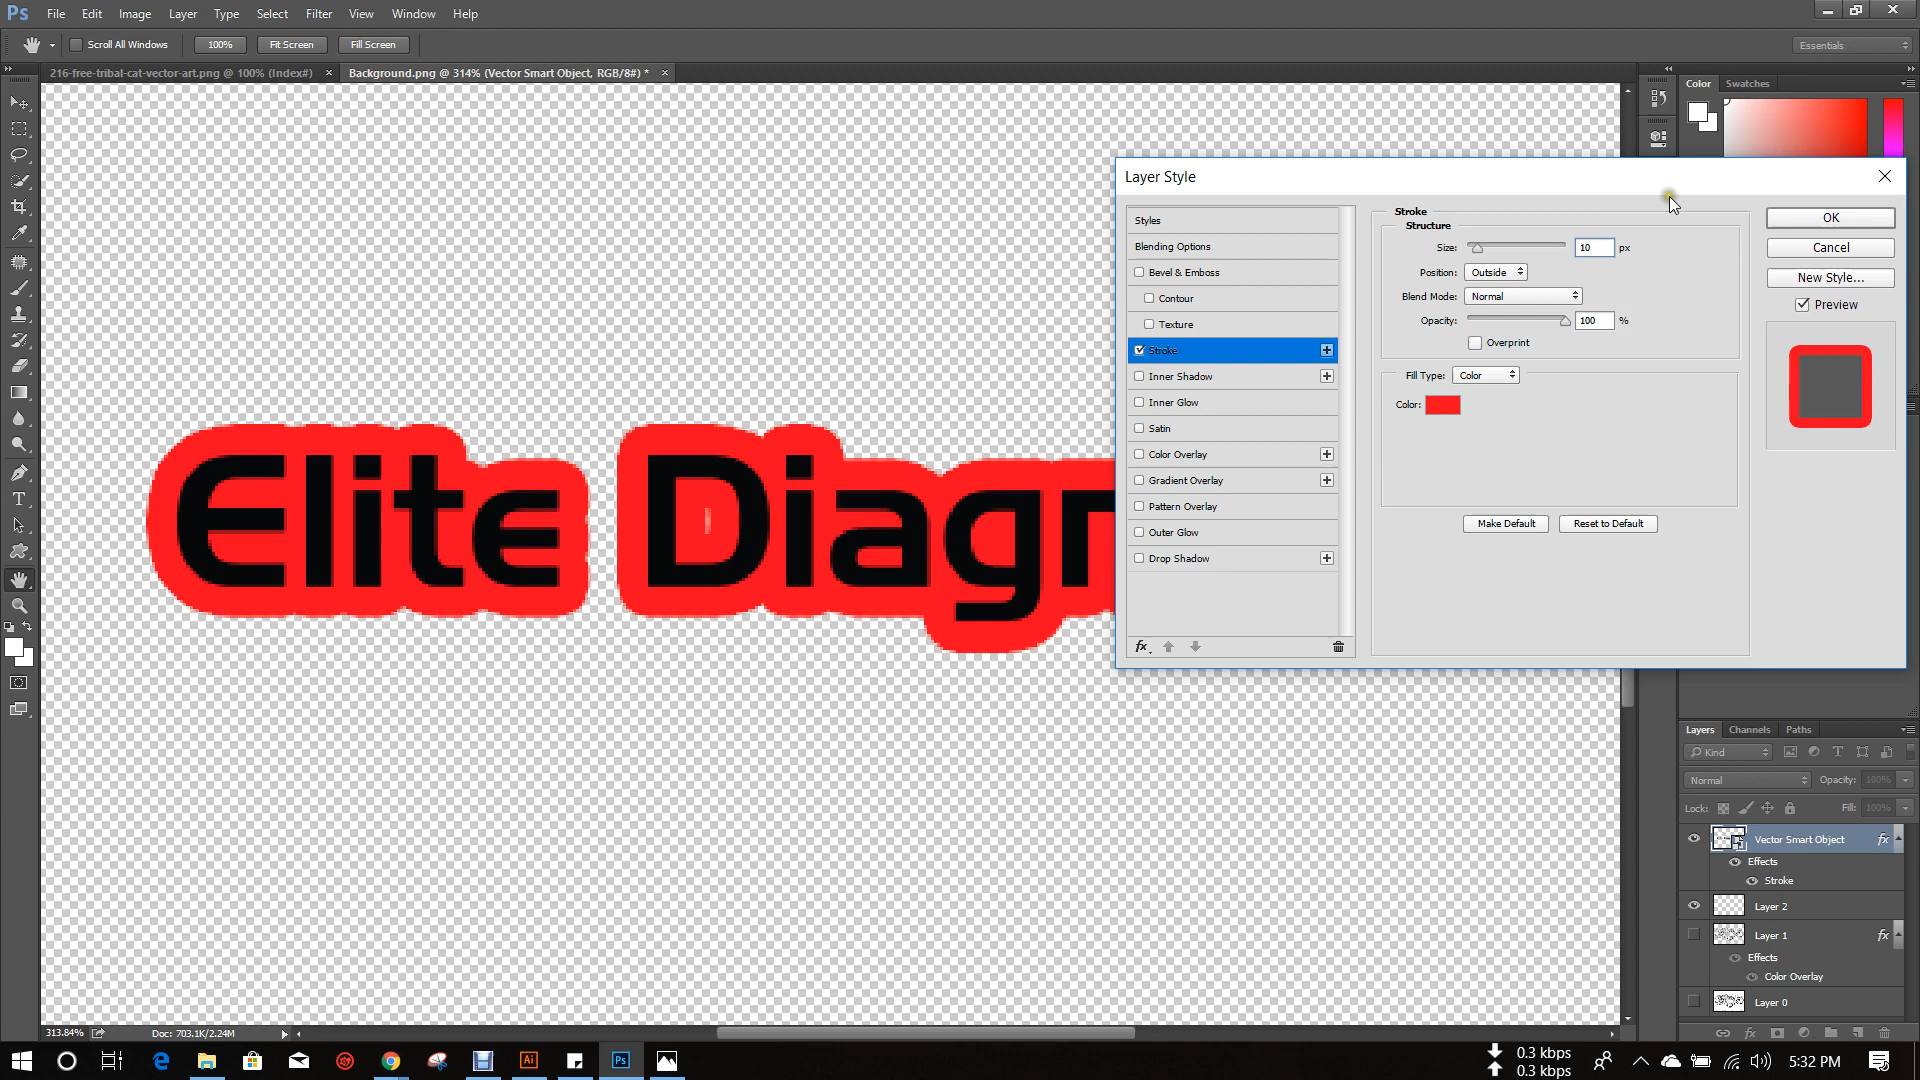 Ps File Edit Image Layer Type Select Filter View Window Help
Scroll All Windows 100% Fit Screen Fill Screen Essentials
216-free-tribal-cat-vector-art.png @ 100% (Index#) × Background.png @ 314% (Vector Smart Object, RGB/8#) * ×
Color Swatches
Layer Style
Styles
Blending Options
Bevel & Emboss
Contour
Texture
Stroke
Inner Shadow
Inner Glow
Satin
Color Overlay
Gradient Overlay
Pattern Overlay
Outer Glow
Drop Shadow
fx
Stroke
Structure
Size: 10 px
Position: Outside
Blend Mode: Normal
Opacity: 100 %
Overprint
Fill Type: Color
Color:
Make Default Reset to Default
OK
Cancel
New Style...
Preview
Elite Diagr
Layers Channels Paths
Kind
Normal Opacity: 100%
Lock: Fill: 100%
Vector Smart Object fx
Effects
Stroke
Layer 2
Layer 1 fx
Effects
Color Overlay
Layer 0
fx
313.84% Doc: 703.1K/2.24M
Ai Ps
0.3 kbps
0.3 kbps
5:32 PM